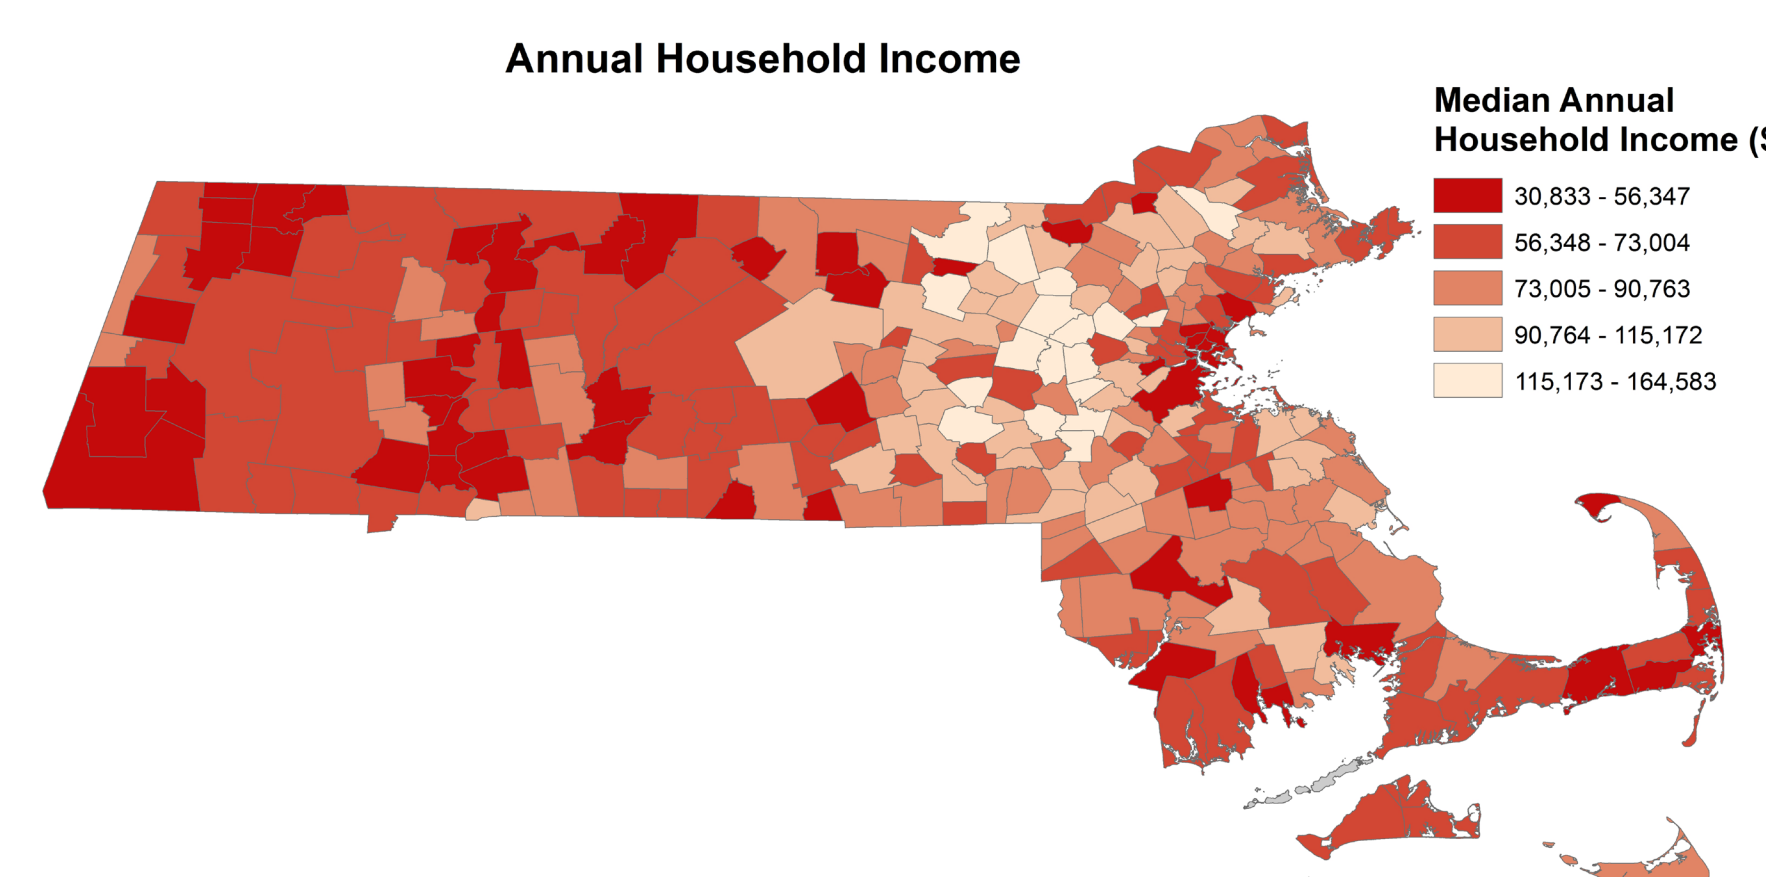 Annual Household Income
Median Annual
Household Income (
30,833 - 56,347
56,348 - 73,004
73,005 - 90,763
90,764 - 115,172
115,173 - 164,583